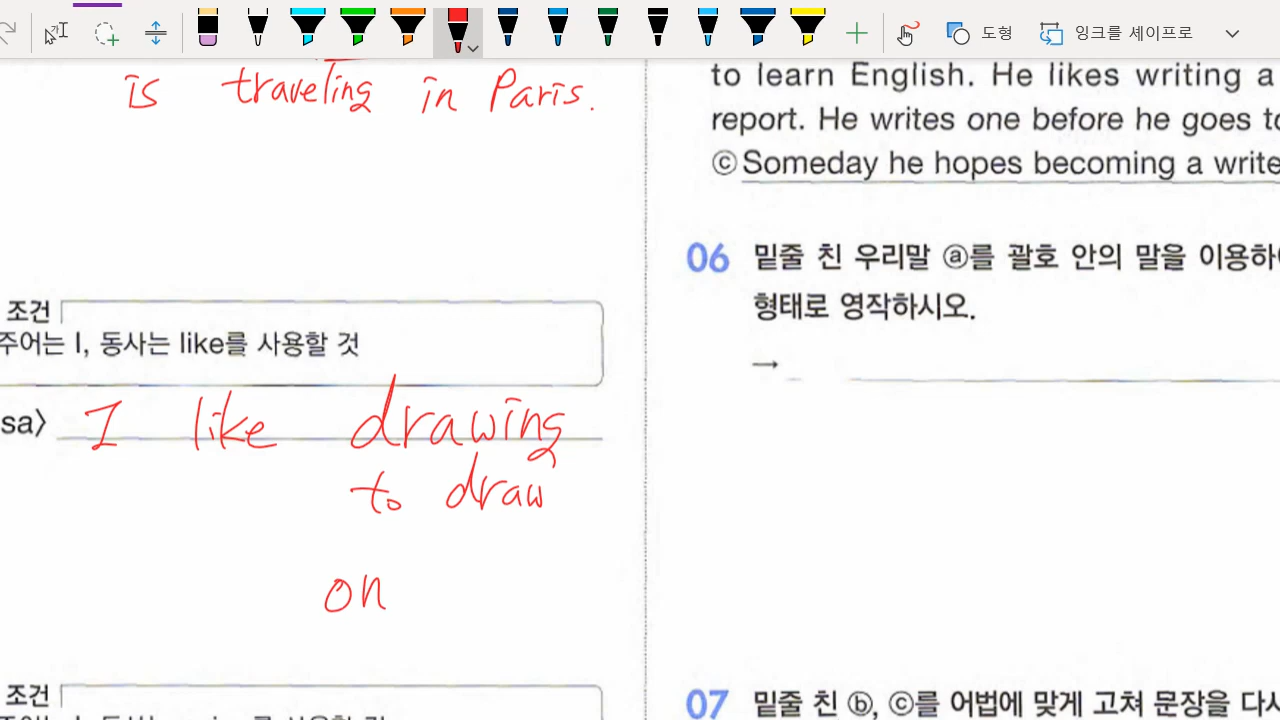 도형
잉크를 셰이프로
is traveling in Paris.
조건
주어는 I, 동사는 like를 사용할 것
sa〉 I like drawing
to draw
on
조건
to learn English. He likes writing a
report. He writes one before he goes to
ⓒ Someday he hopes becoming a write
06 밑줄 친 우리말 ⓐ를 괄호 안의 말을 이용하여
형태로 영작하시오.
→
07 밑줄 친 ⓑ, ⓒ를 어법에 맞게 고쳐 문장을 다시